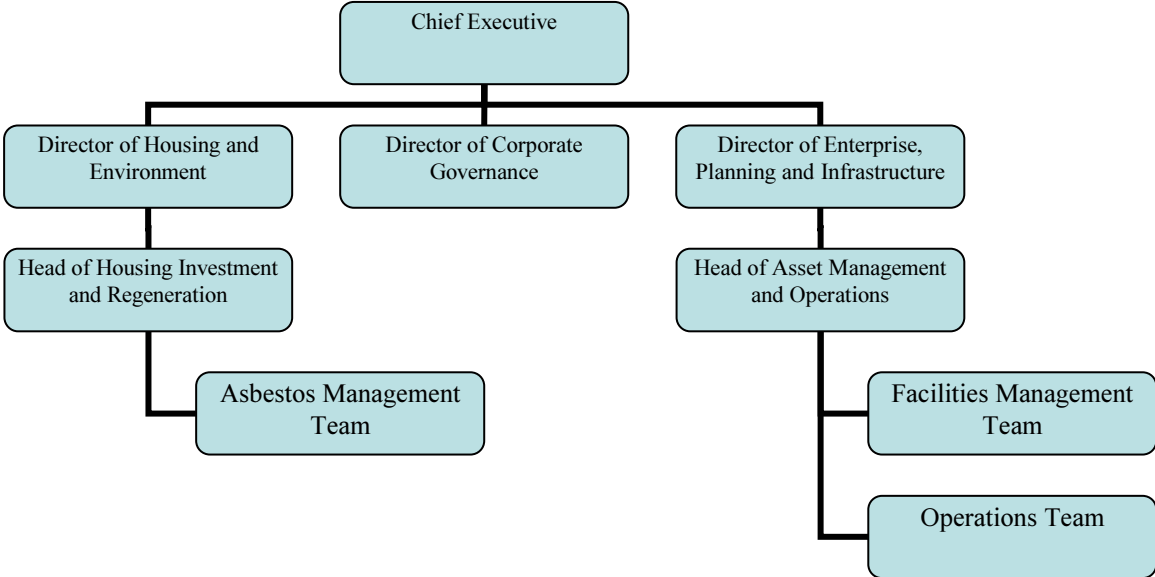 Chief Executive
Director of Housing and
Environment
Director of Corporate
Governance
Director of Enterprise,
Planning and Infrastructure
Head of Housing Investment
and Regeneration
Head of Asset Management
and Operations
Asbestos Management
Team
Facilities Management
Team
Operations Team